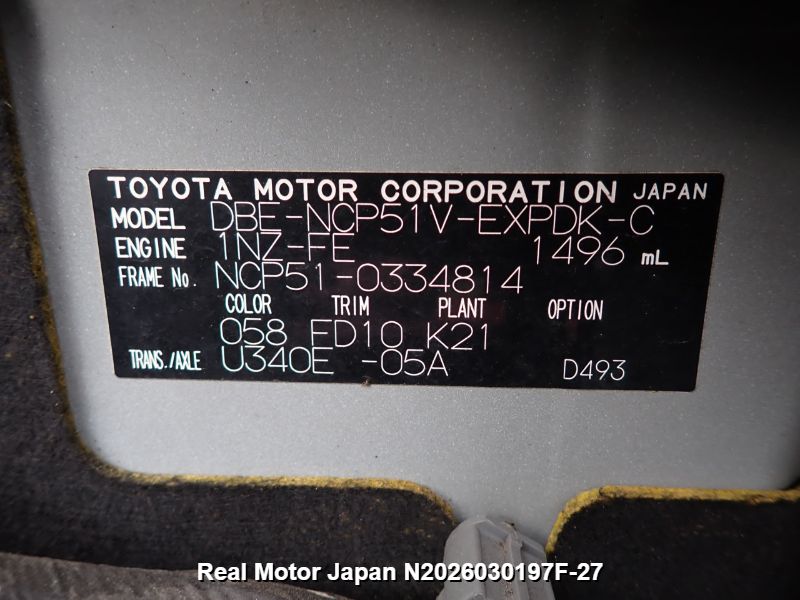 TOYOTA MOTOR CORPORATION JAPAN
MODEL DBE-NCP51V-EXPDK-C
ENGINE 1NZ-FE 1496 mL
FRAME No. NCP51-0334814
COLOR TRIM PLANT OPTION
058 FD10 K21
TRANS./AXLE U340E -05A D493
Real Motor Japan N2026030197F-27